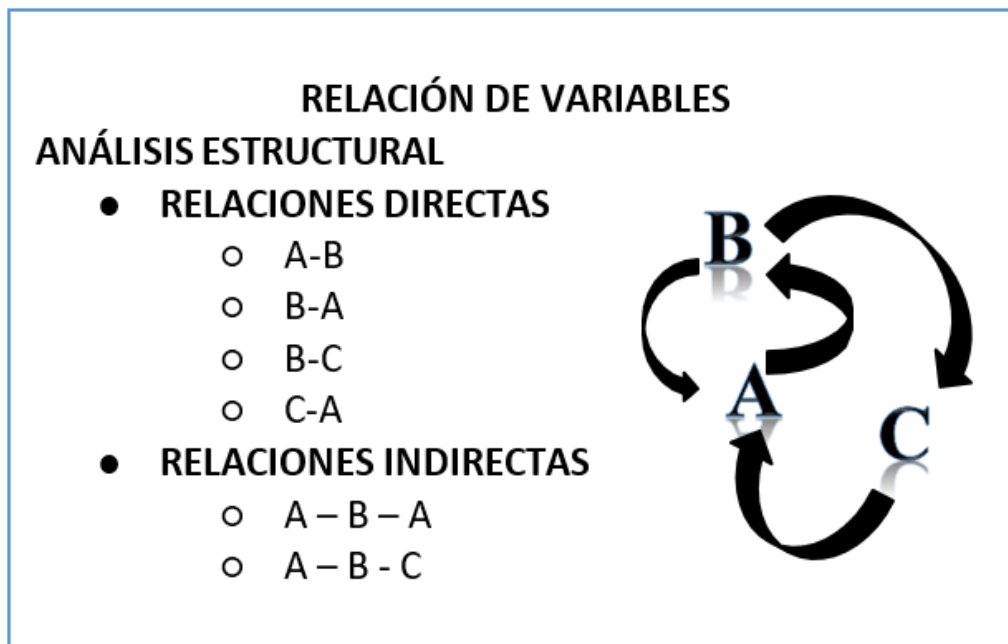 RELACIÓN DE VARIABLES
ANÁLISIS ESTRUCTURAL
● RELACIONES DIRECTAS
○ A-B
○ B-A
○ B-C
○ C-A
● RELACIONES INDIRECTAS
○ A – B – A
○ A – B - C
B
A
C